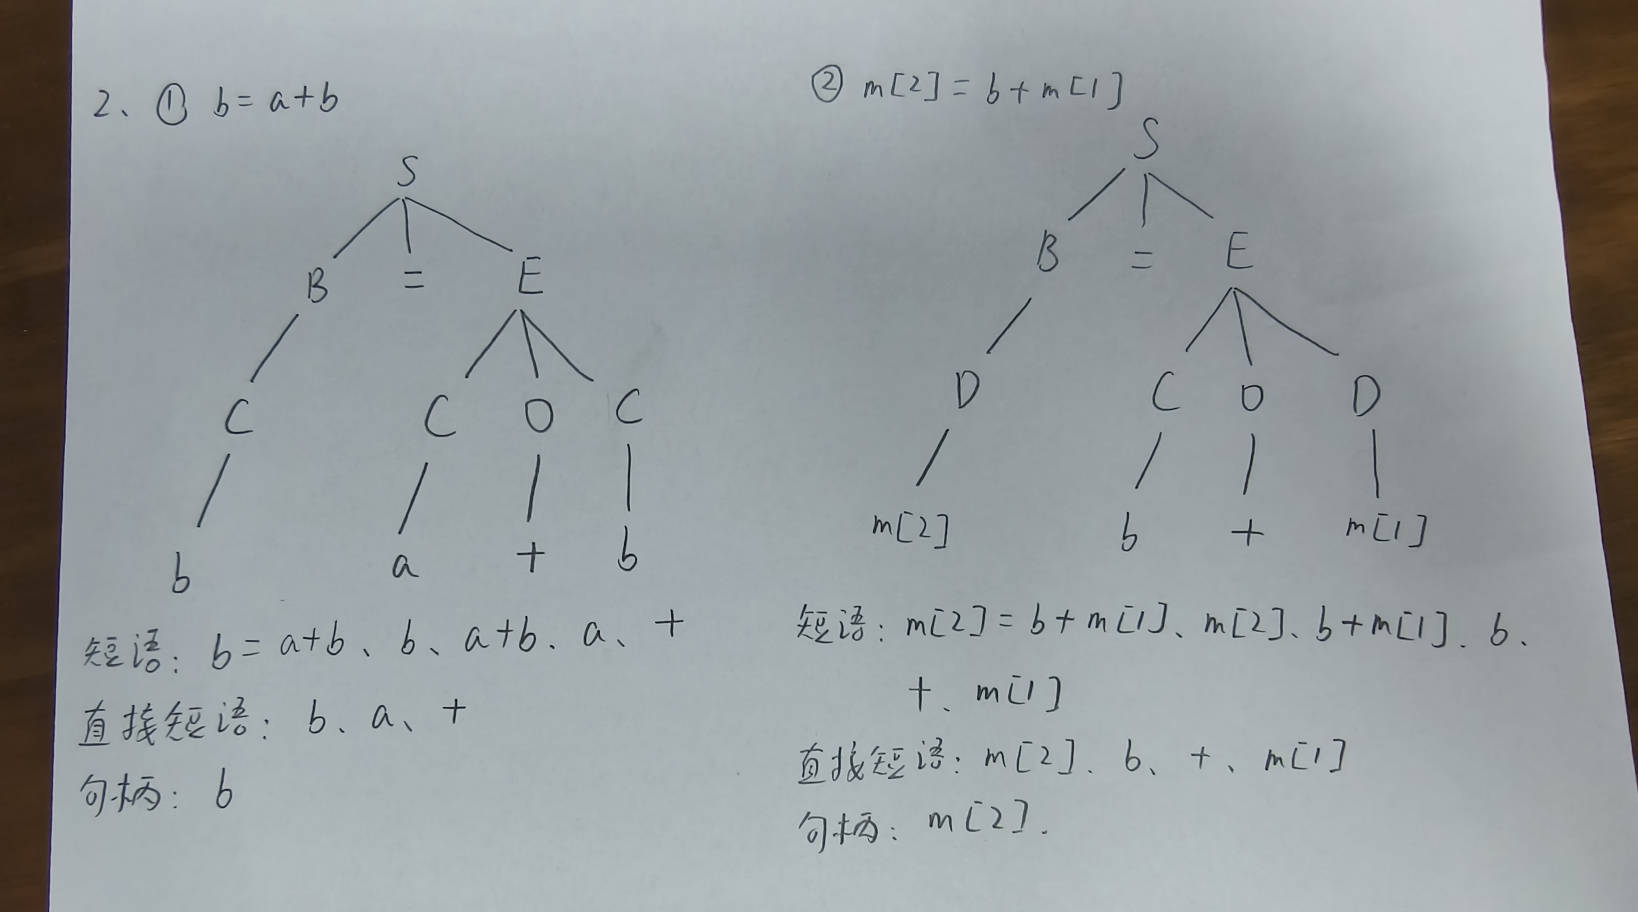 2、① b=a+b
S
B = E
C C O C
b a + b
短语: b=a+b、b、a+b、a、+
直接短语: b、a、+
句柄: b
② m[2]=b+m[1]
S
B = E
D C O D
m[2] b + m[1]
短语: m[2]=b+m[1]、m[2]、b+m[1]、b、
+、m[1]
直接短语: m[2]、b、+、m[1]
句柄: m[2].